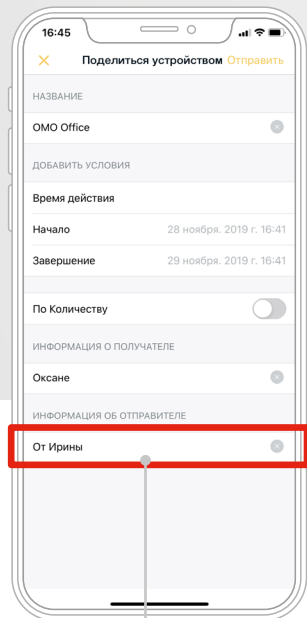 16:45
Поделиться устройством Отправить
НАЗВАНИЕ
OMO Office
ДОБАВИТЬ УСЛОВИЯ
Время действия
Начало 28 ноября. 2019 г. 16:41
Завершение 29 ноября. 2019 г. 16:41
По Количеству
ИНФОРМАЦИЯ О ПОЛУЧАТЕЛЕ
Оксане
ИНФОРМАЦИЯ ОБ ОТПРАВИТЕЛЕ
От Ирины